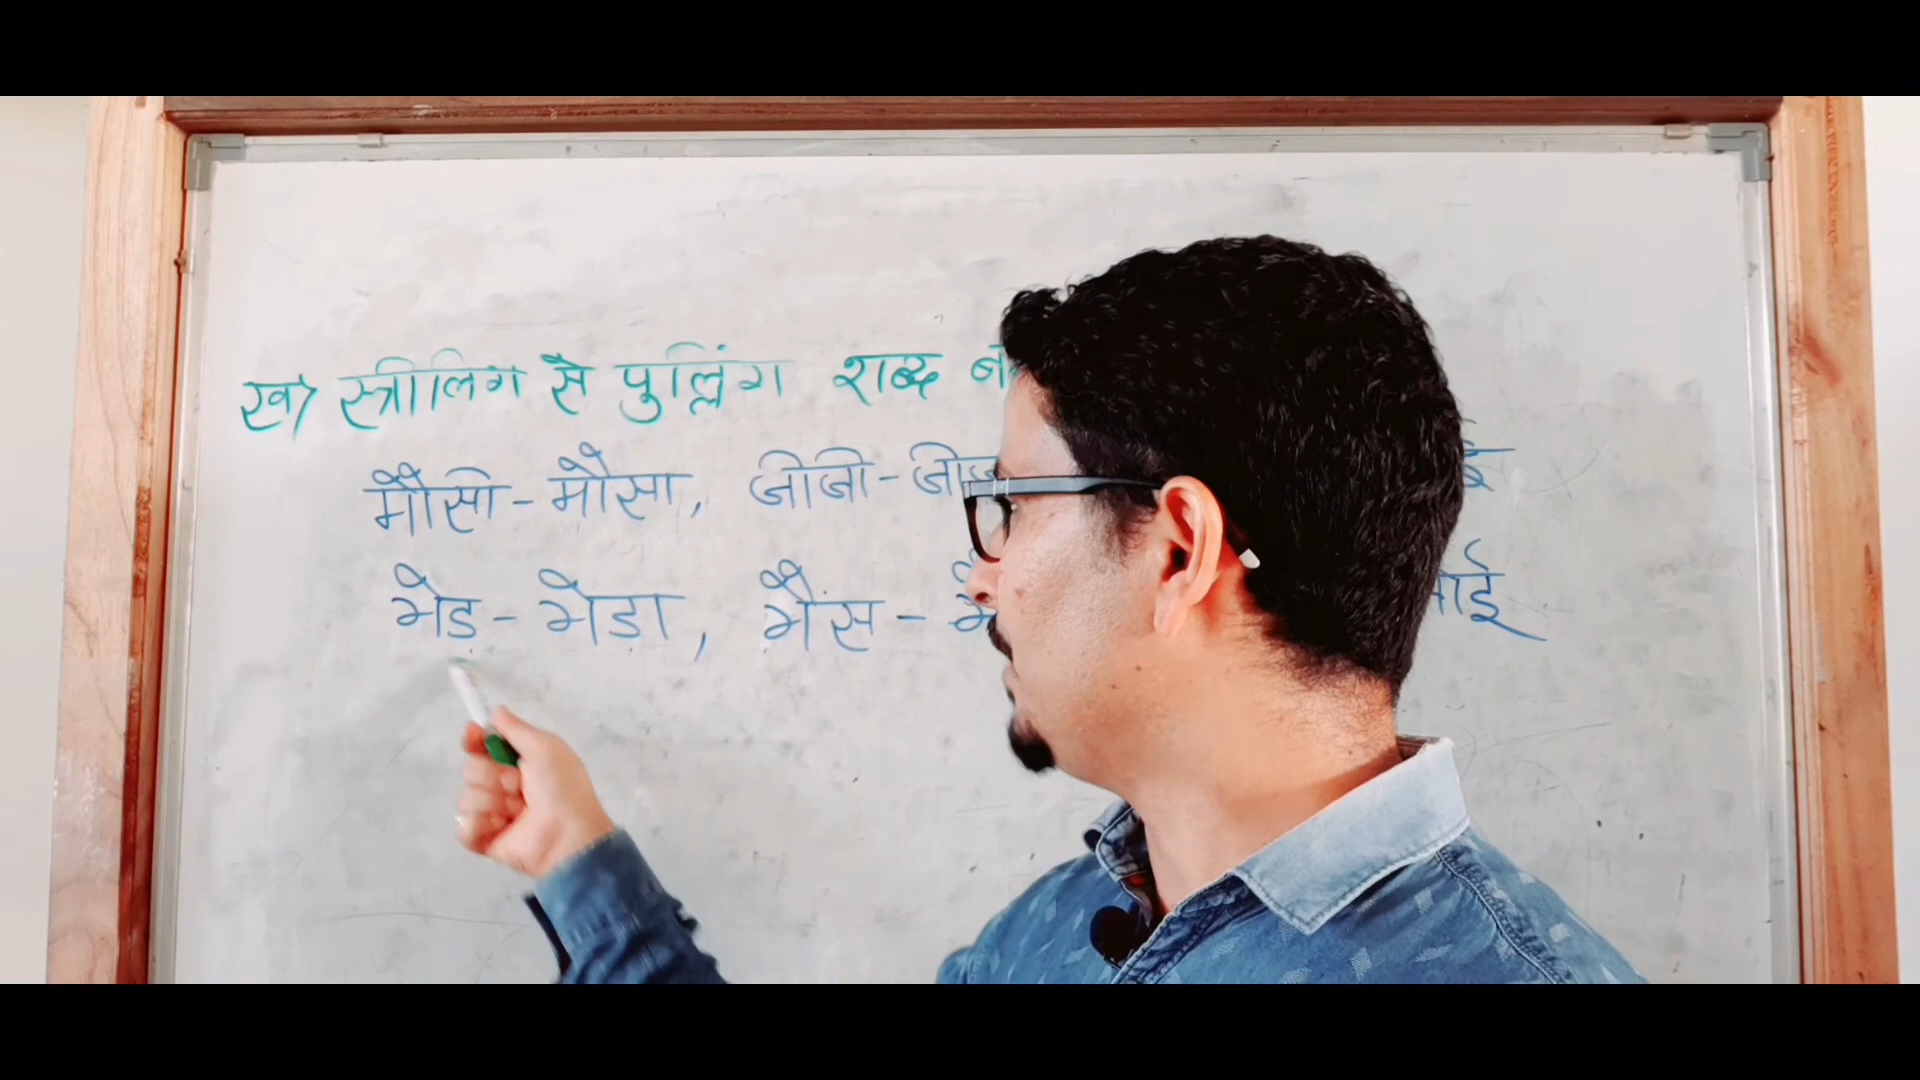 ख) स्त्रीलिंग से पुल्लिंग शब्द
मौसी - मौसा, जीजी -
भेड़ - भेड़ा, भैंस -